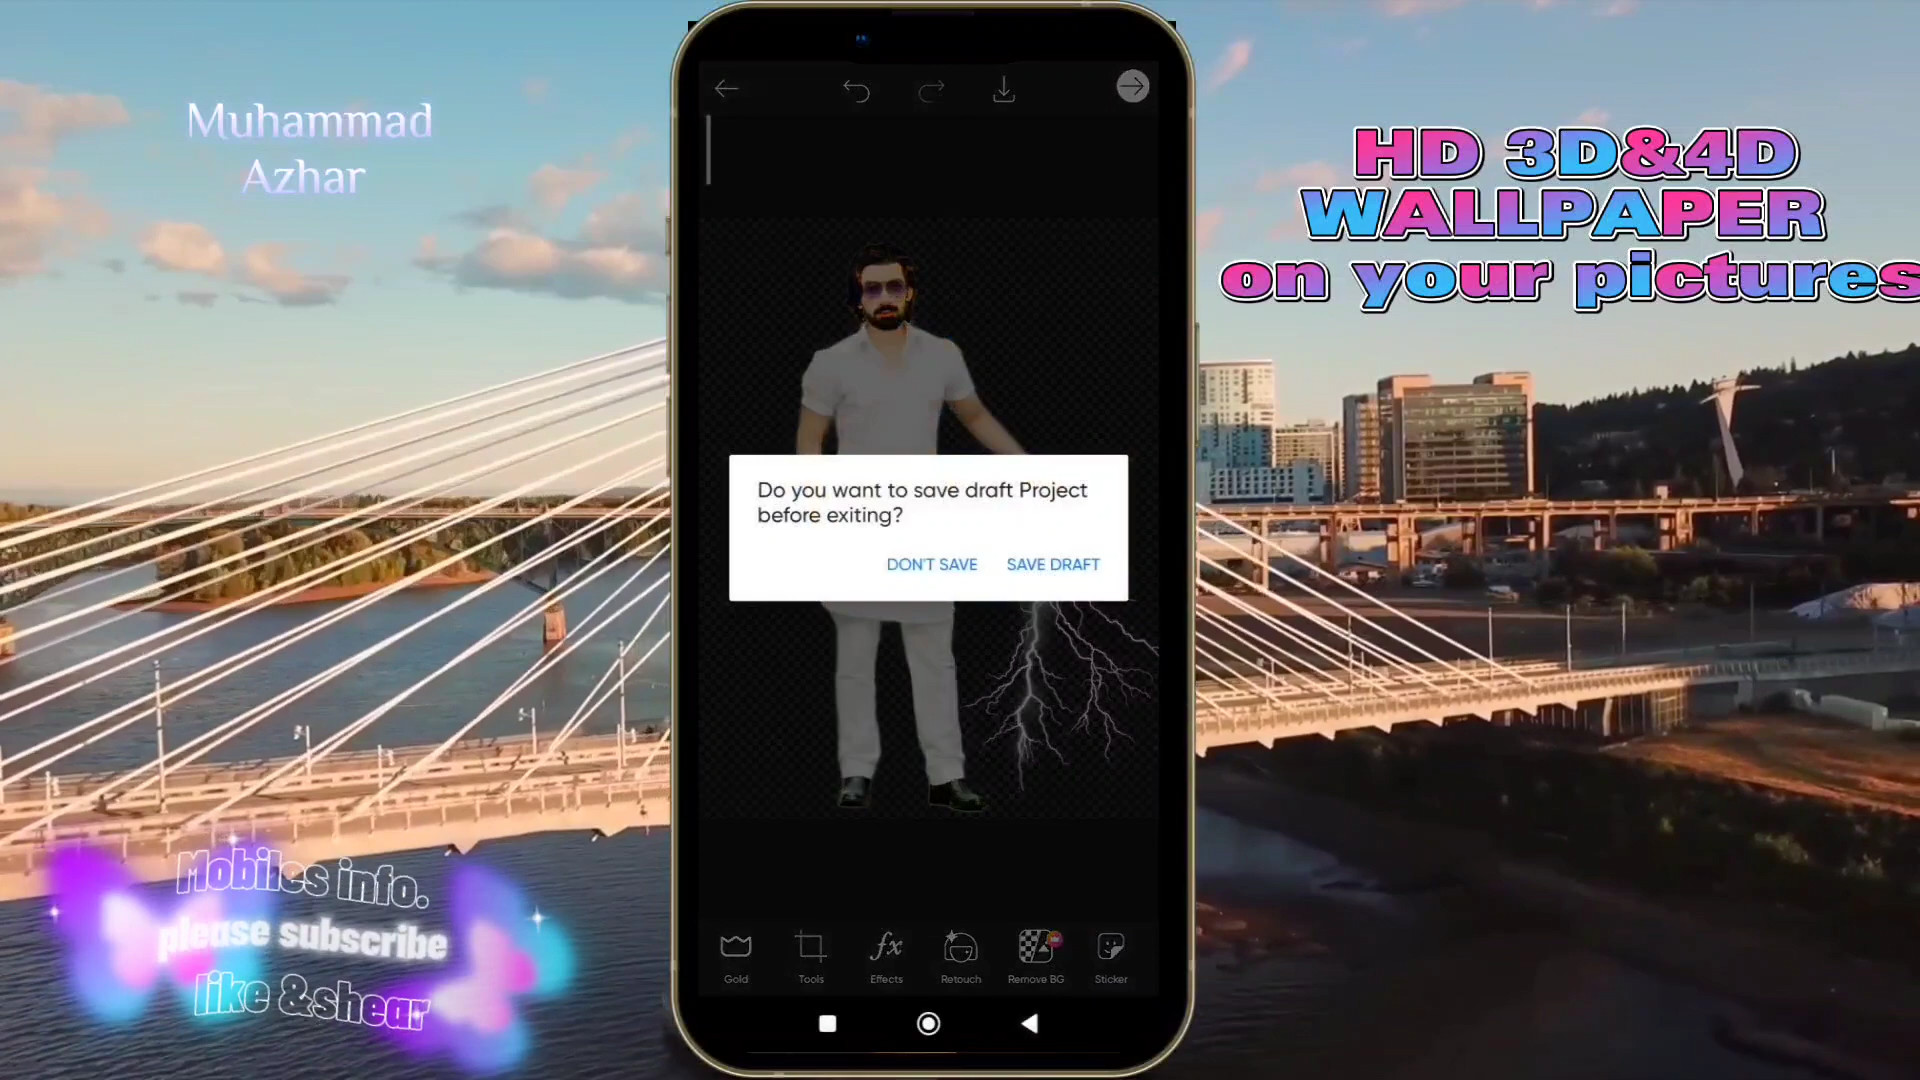 Muhammad
Azhar
HD 3D&4D
WALLPAPER
on your pictures
Do you want to save draft Project
before exiting?
DON'T SAVE SAVE DRAFT
Mobiles info.
please subscribe
like &shear
Gold Tools Effects Retouch Remove BG Sticker